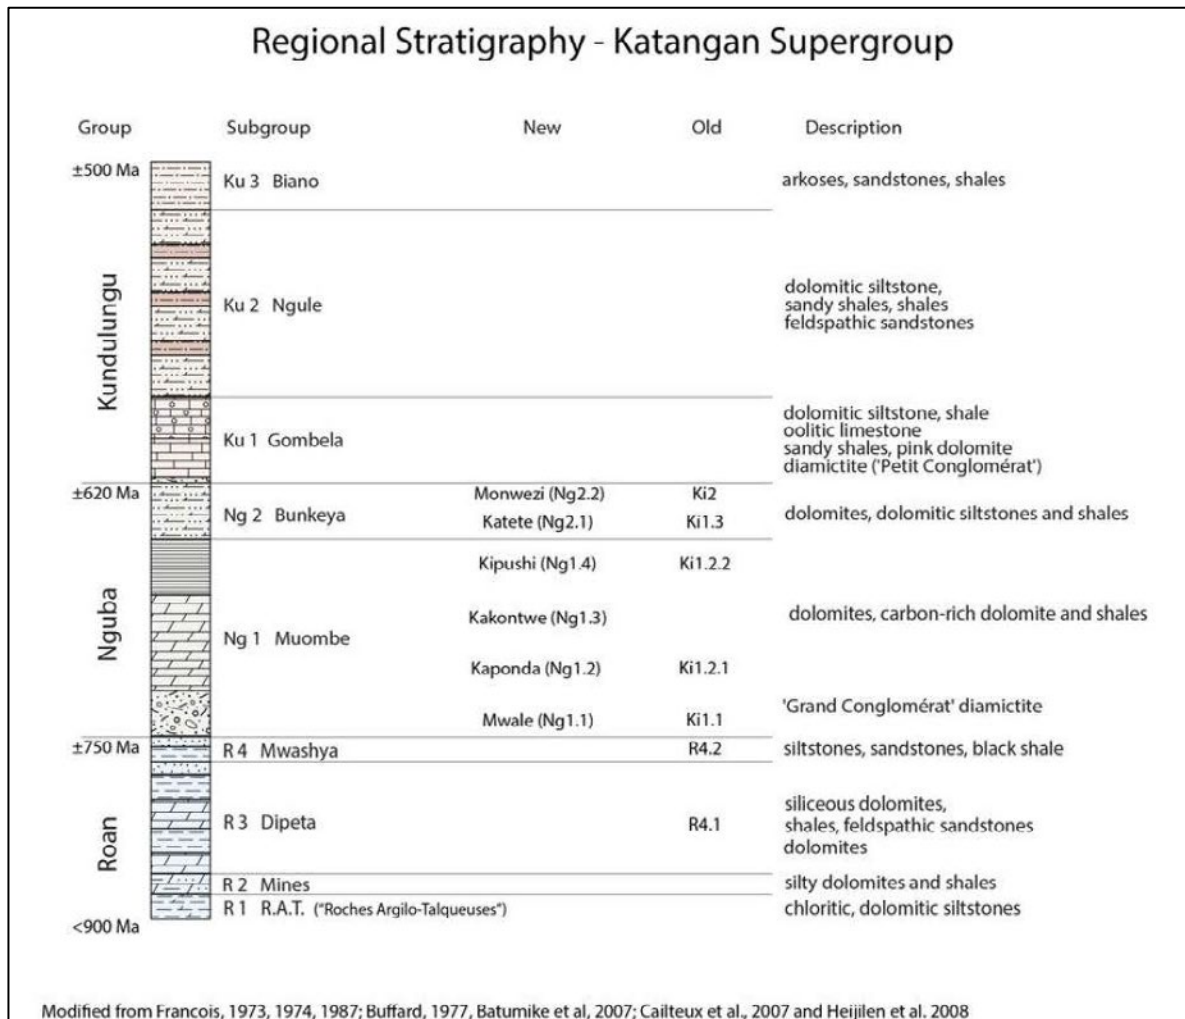 Regional Stratigraphy - Katangan Supergroup
Group Subgroup New Old Description
±500 Ma
Ku 3 Biano arkoses, sandstones, shales
Kundulungu
Ku 2 Ngule
dolomitic siltstone,
sandy shales, shales
feldspathic sandstones
Ku 1 Gombela
dolomitic siltstone, shale
oolitic limestone
sandy shales, pink dolomite
diamictite ('Petit Conglomérat')
±620 Ma
Monwezi (Ng2.2) Ki2
Ng 2 Bunkeya dolomites, dolomitic siltstones and shales
Katete (Ng2.1) Ki1.3
Nguba
Kipushi (Ng1.4) Ki1.2.2
Kakontwe (Ng1.3) dolomites, carbon-rich dolomite and shales
Ng 1 Muombe
Kaponda (Ng1.2) Ki1.2.1
'Grand Conglomérat' diamictite
Mwale (Ng1.1) Ki1.1
±750 Ma
R 4 Mwashya R4.2 siltstones, sandstones, black shale
Roan
R 3 Dipeta R4.1
siliceous dolomites,
shales, feldspathic sandstones
dolomites
R 2 Mines silty dolomites and shales
R 1 R.A.T. ("Roches Argilo-Talqueuses") chloritic, dolomitic siltstones
<900 Ma
Modified from Francois, 1973, 1974, 1987; Buffard, 1977, Batumike et al, 2007; Cailteux et al., 2007 and Heijilen et al. 2008